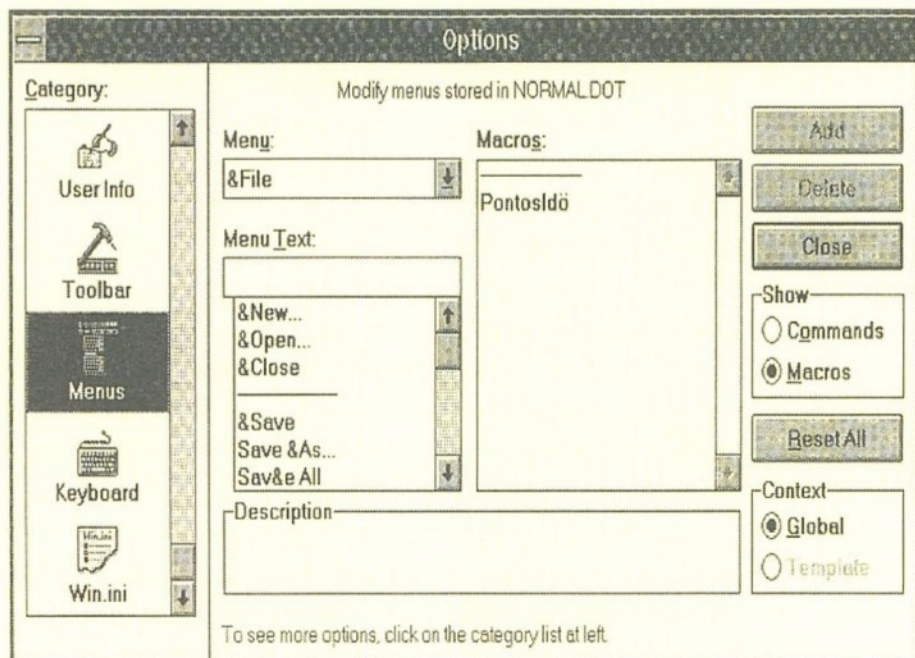 Options
Category:
User Info
Toolbar
Menus
Keyboard
Win.ini
Win.ini
Modify menus stored in NORMAL.DOT
Menu:
&File
Menu Text:
&New...
&Open...
&Close
&Save
Save &As...
Sav&e All
Macros:
PontosIdö
Add
Delete
Close
Show
Commands
Macros
Reset All
Context
Global
Template
Description
To see more options, click on the category list at left.